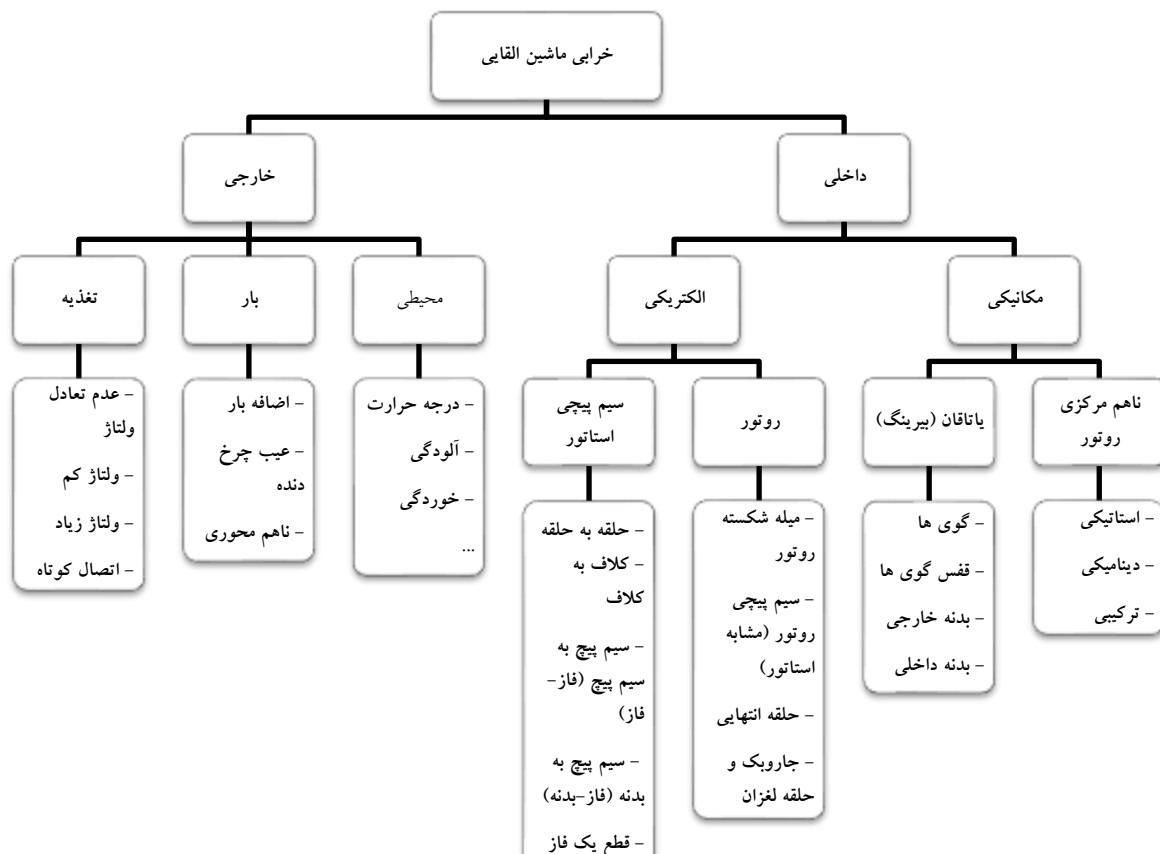 خرابی ماشین القایی
داخلی
خارجی
مکانیکی
الکتریکی
محیطی
بار
تغذیه
ناهم مرکزی
روتور
یاتاقان (بیرینگ)
روتور
سیم پیچی
استاتور
- درجه حرارت
- آلودگی
- خوردگی
...
- اضافه بار
- عیب چرخ
دنده
- ناهم محوری
- عدم تعادل
ولتاژ
- ولتاژ کم
- ولتاژ زیاد
- اتصال کوتاه
- استاتیکی
- دینامیکی
- ترکیبی
- گوی ها
- قفس گوی ها
- بدنه خارجی
- بدنه داخلی
- میله شکسته
روتور
- سیم پیچی
روتور (مشابه
استاتور)
- حلقه انتهایی
- جاروبک و
حلقه لغزان
- حلقه به حلقه
- کلاف به
کلاف
- سیم پیچ به
سیم پیچ (فاز-
فاز)
- سیم پیچ به
بدنه (فاز-بدنه)
- قطع یک فاز